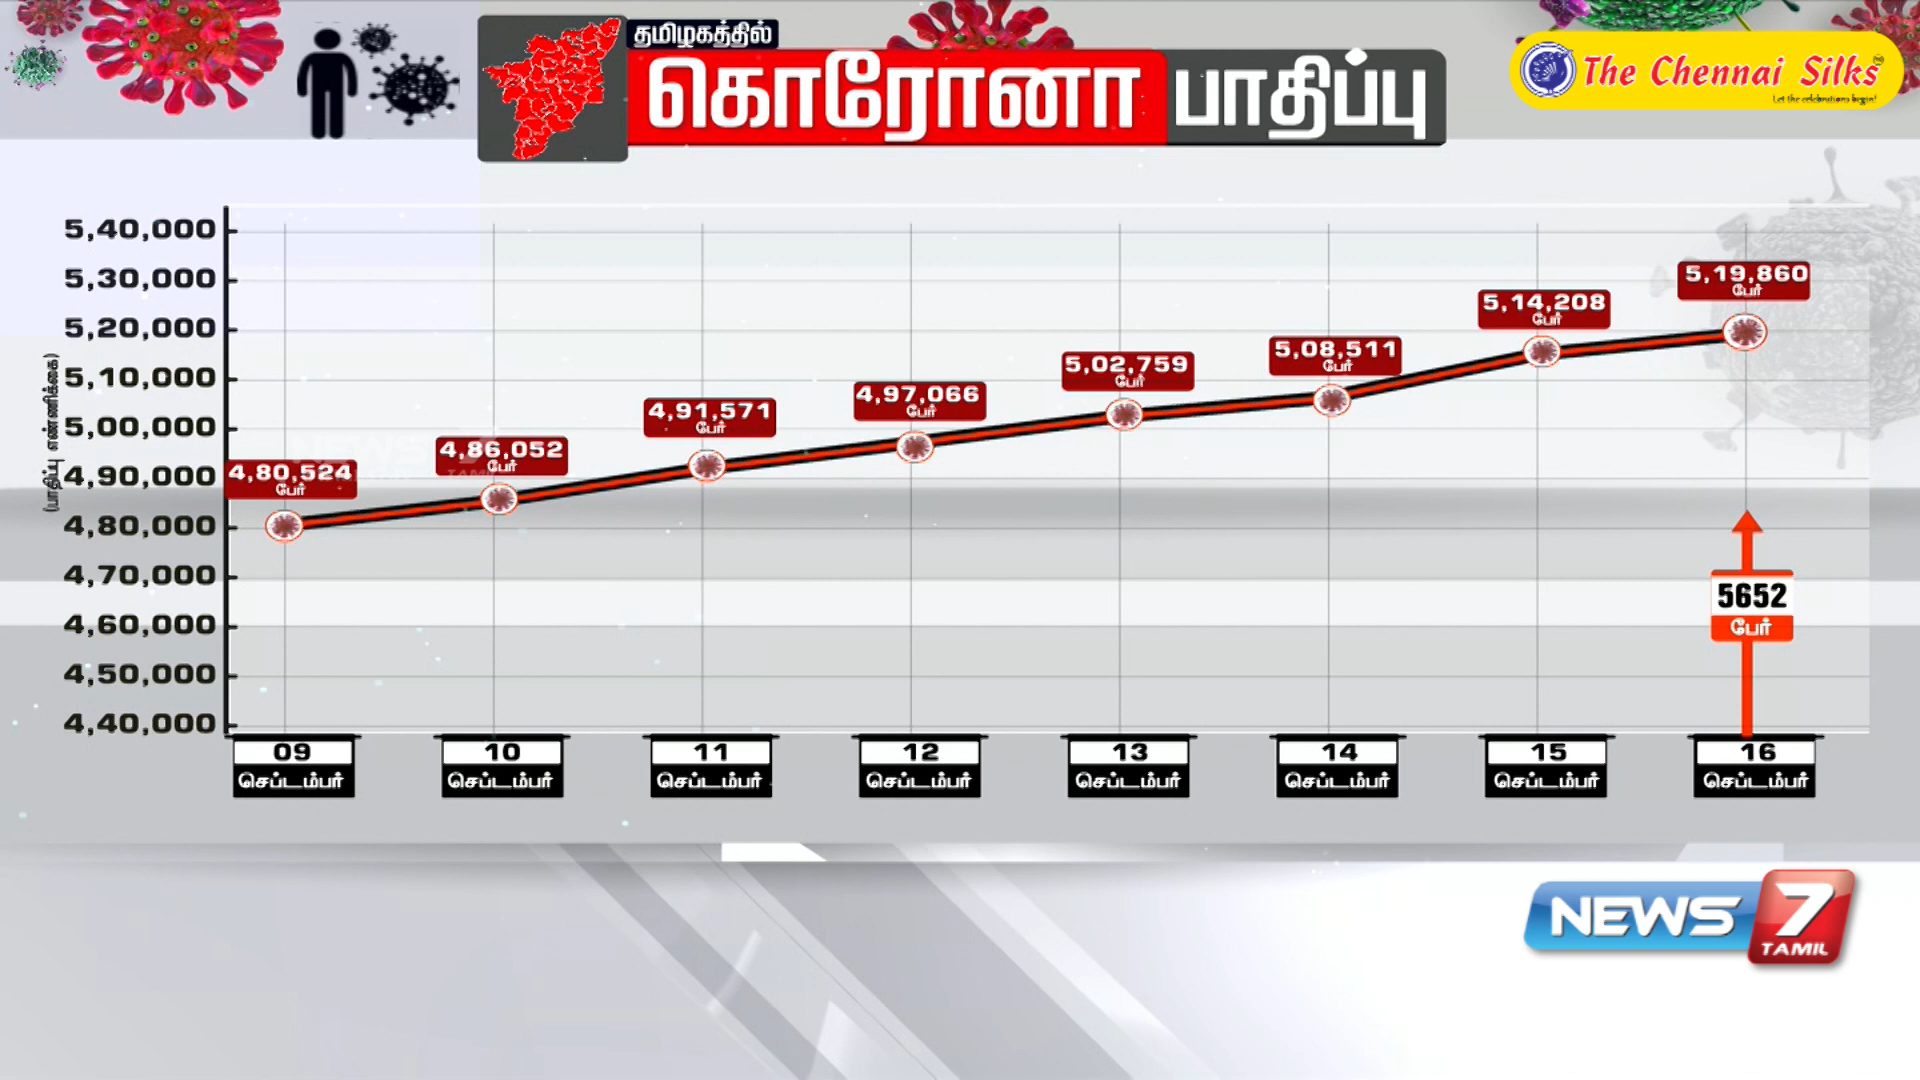 தமிழகத்தில்
கொரோனா பாதிப்பு
The Chennai Silks
Let the celebrations begin!
(பாதிப்பு எண்ணிக்கை)
5,40,000
5,30,000
5,20,000
5,10,000
5,00,000
4,90,000
4,80,000
4,70,000
4,60,000
4,50,000
4,40,000
4,80,524
பேர்
4,86,052
பேர்
4,91,571
பேர்
4,97,066
பேர்
5,02,759
பேர்
5,08,511
பேர்
5,14,208
பேர்
5,19,860
பேர்
5652
பேர்
09 10 11 12 13 14 15 16
செப்டம்பர் செப்டம்பர் செப்டம்பர் செப்டம்பர் செப்டம்பர் செப்டம்பர் செப்டம்பர் செப்டம்பர்
NEWS 7
TAMIL